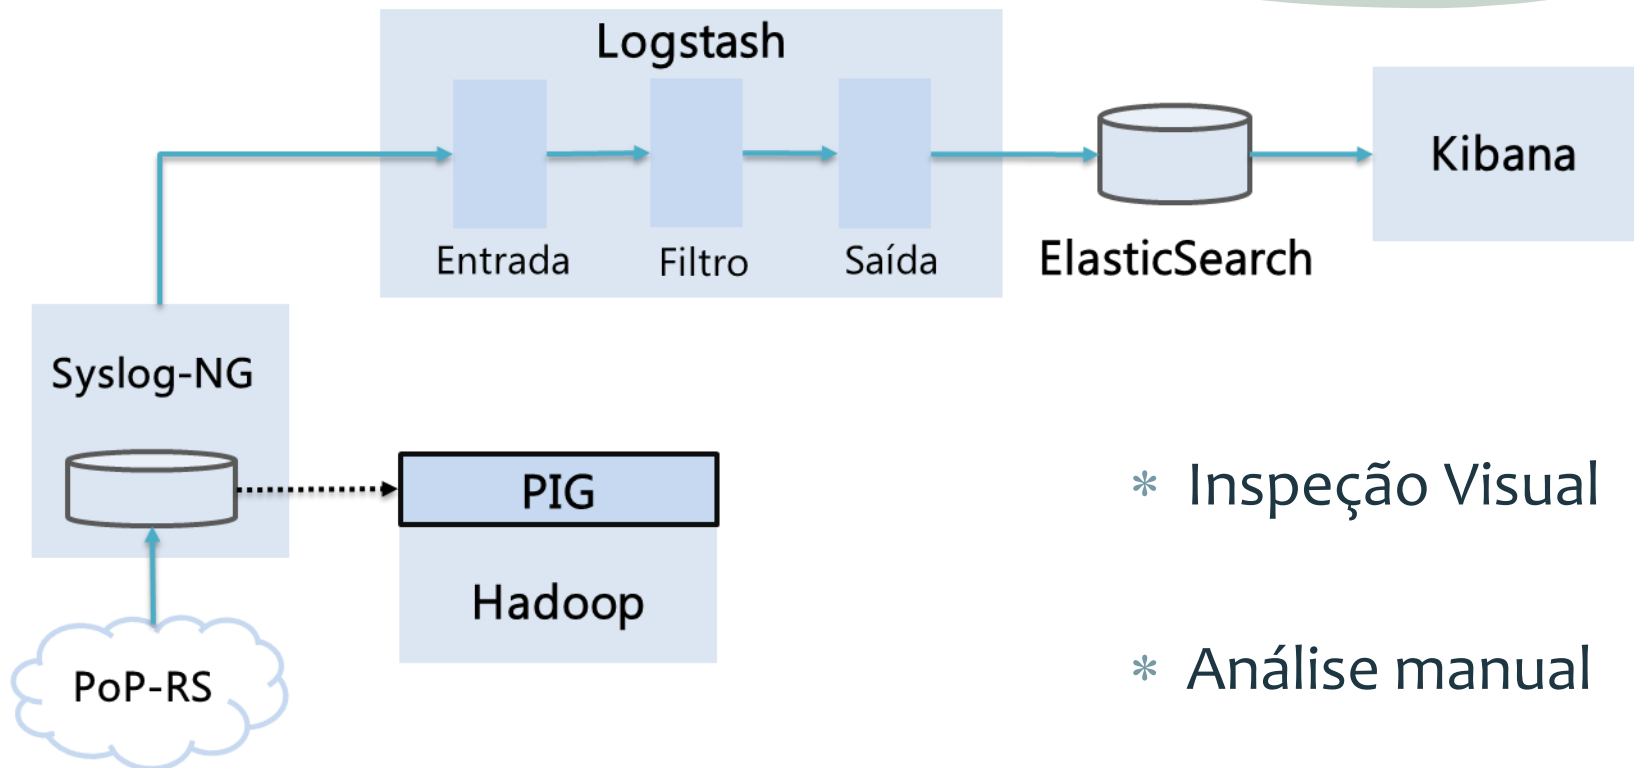 Logstash
Entrada
Filtro
Saída
ElasticSearch
Kibana
Syslog-NG
PIG
Hadoop
PoP-RS
* Inspeção Visual
* Análise manual